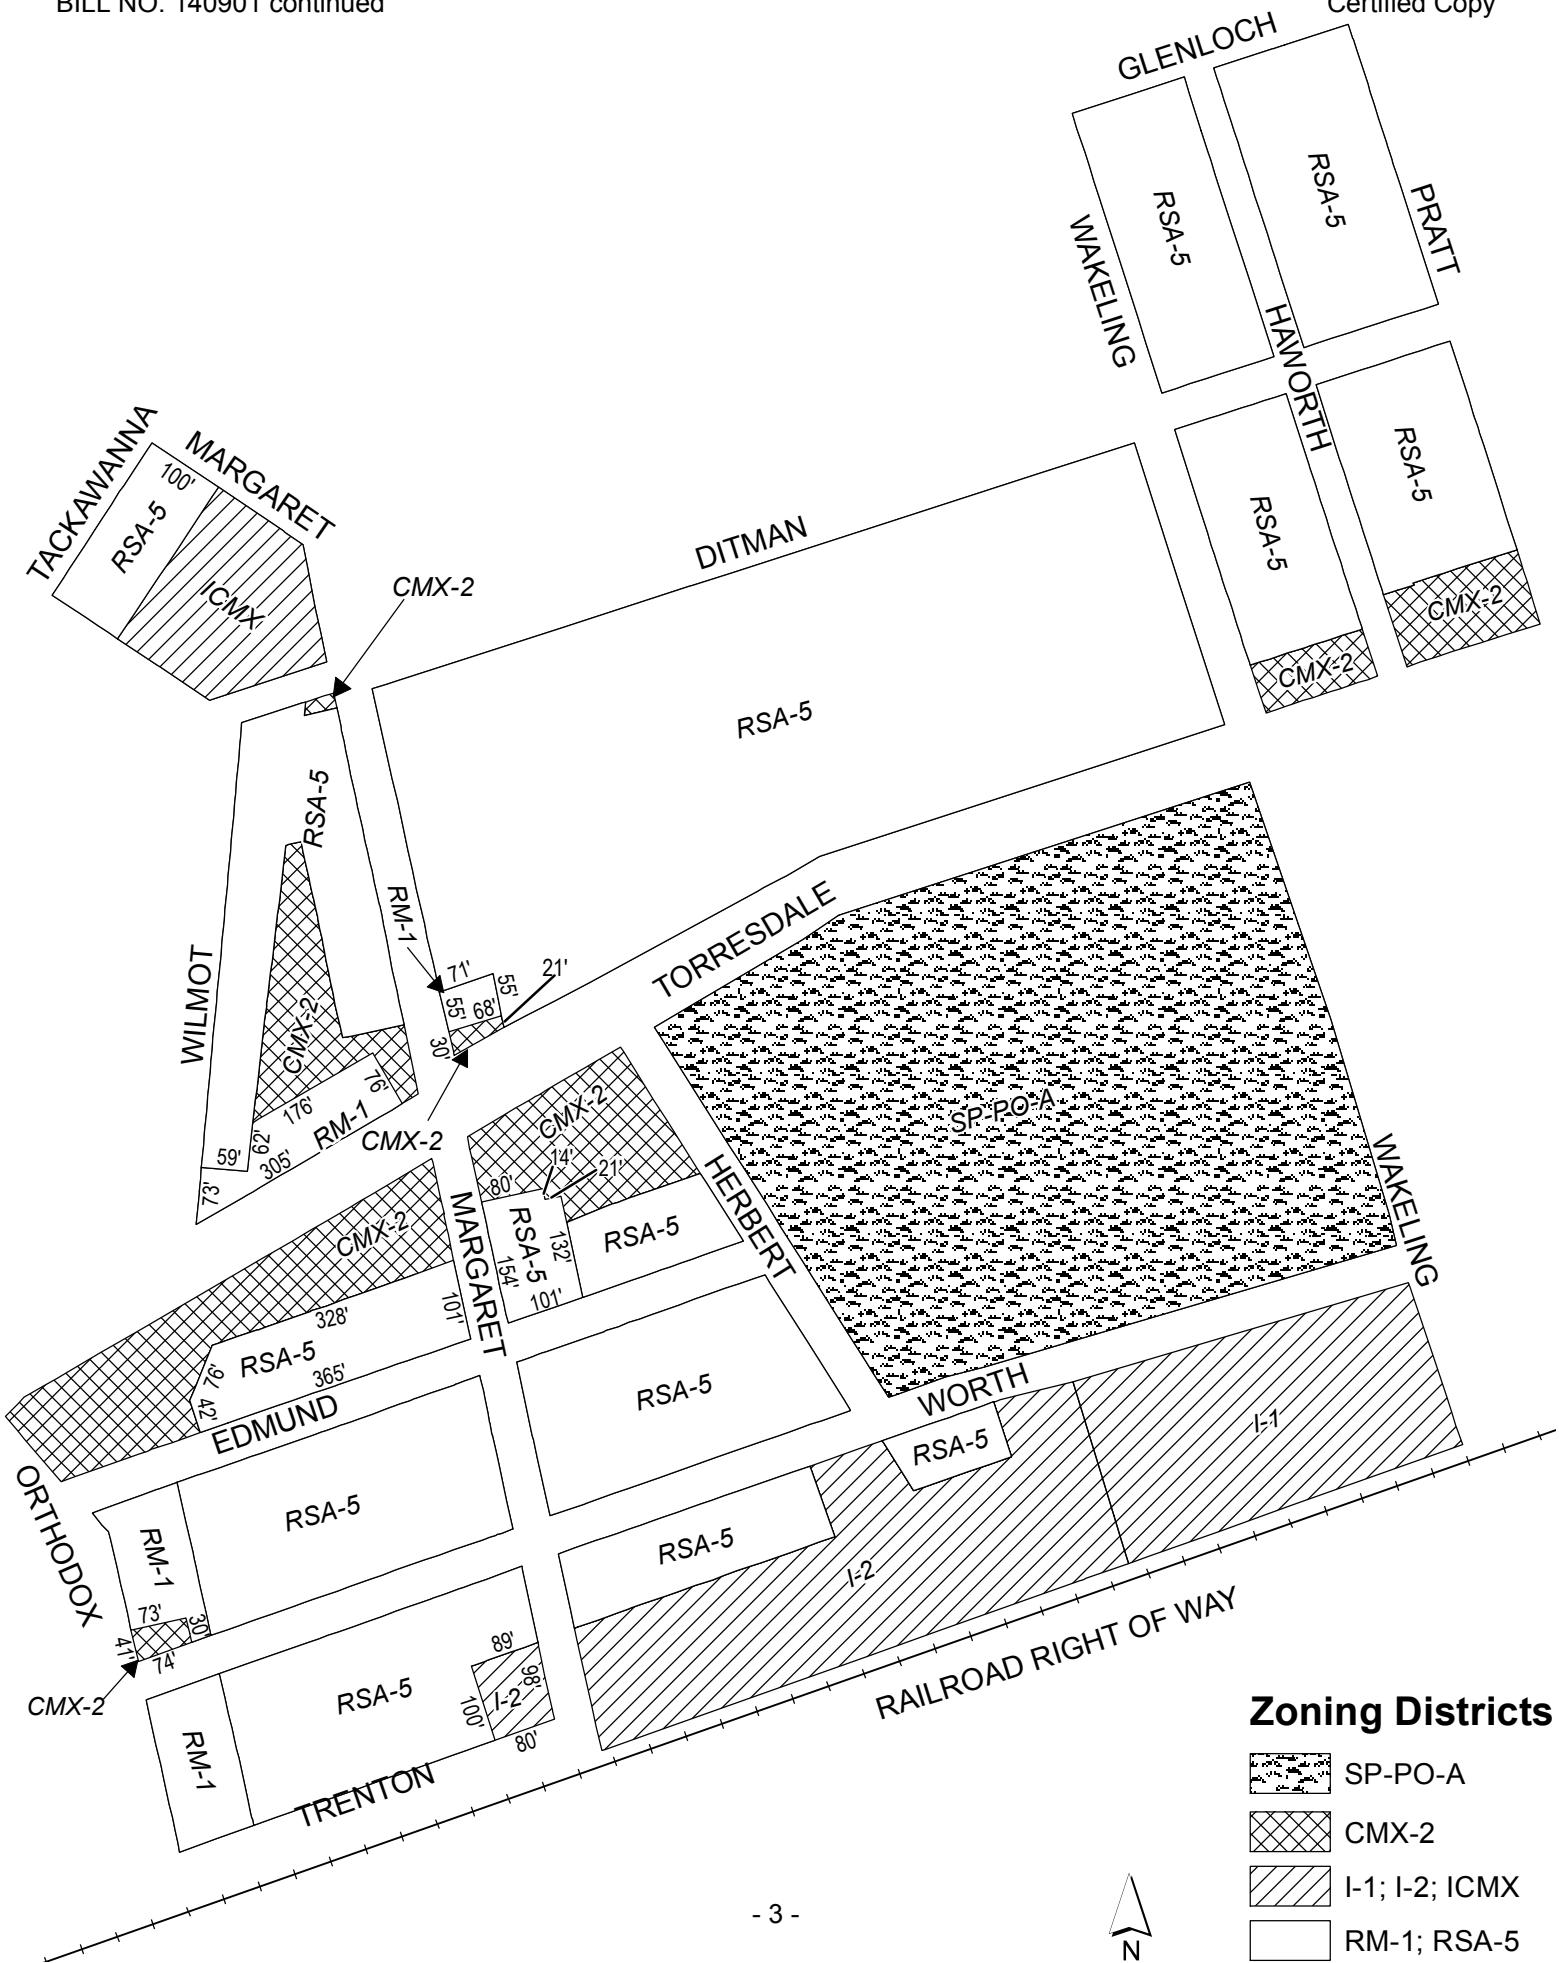 BILL NO. 140901 continued
Certified Copy
GLENLOCH
RSA-5
RSA-5
PRATT
WAKELING
HAWORTH
TACKAWANNA
MARGARET
100'
RSA-5
ICMX
RSA-5
RSA-5
CMX-2
CMX-2
CMX-2
DITMAN
RSA-5
RSA-5
WILMOT
CMX-2
RM-1
71'
55'
55'
68'
21'
30'
CMX-2
176'
76'
RM-1
59'
62'
305'
73'
TORRESDALE
SP-PO-A
CMX-2
14'
21'
80'
RSA-5
132'
154'
101'
RSA-5
HERBERT
WAKELING
CMX-2
MARGARET
101'
328'
RSA-5
76'
42'
365'
EDMUND
ORTHODOX
RSA-5
WORTH
RSA-5
I-1
RSA-5
RM-1
RSA-5
I-2
73'
30'
41'
74'
CMX-2
RM-1
RSA-5
89'
98'
I-2
100'
80'
TRENTON
RAILROAD RIGHT OF WAY
Zoning Districts
SP-PO-A
CMX-2
I-1; I-2; ICMX
RM-1; RSA-5
- 3 -
N